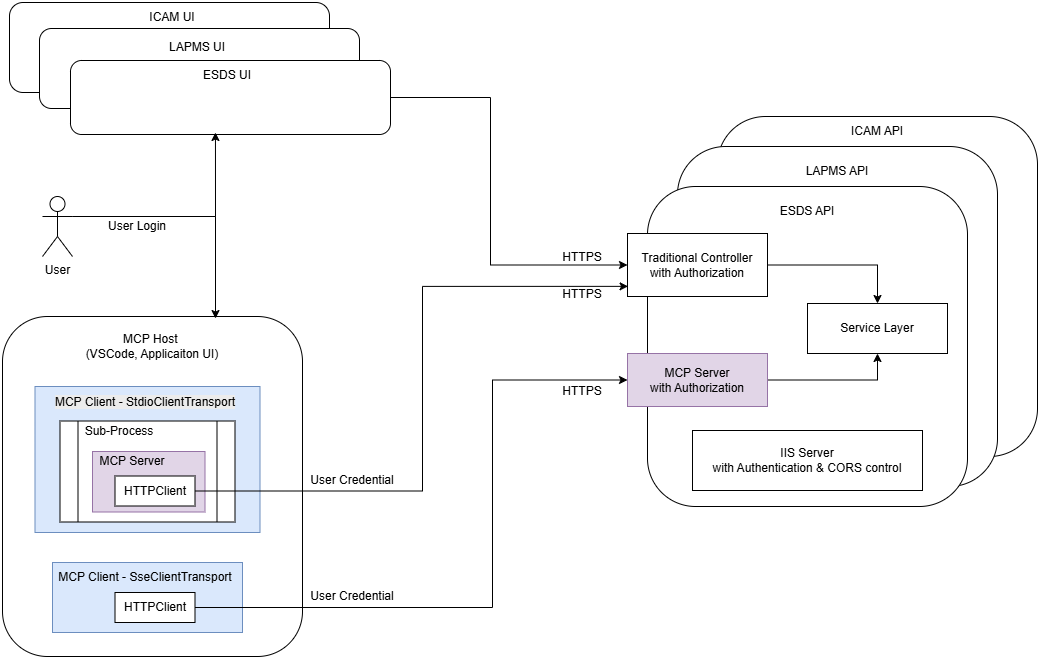 ICAM UI
LAPMS UI
ESDS UI
User Login
User
ICAM API
LAPMS API
ESDS API
HTTPS
Traditional Controller
with Authorization
HTTPS
Service Layer
MCP Server
with Authorization
HTTPS
IIS Server
with Authentication & CORS control
MCP Host
(VSCode, Applicaiton UI)
MCP Client - StdioClientTransport
Sub-Process
MCP Server
HTTPClient
User Credential
MCP Client - SseClientTransport
HTTPClient
User Credential